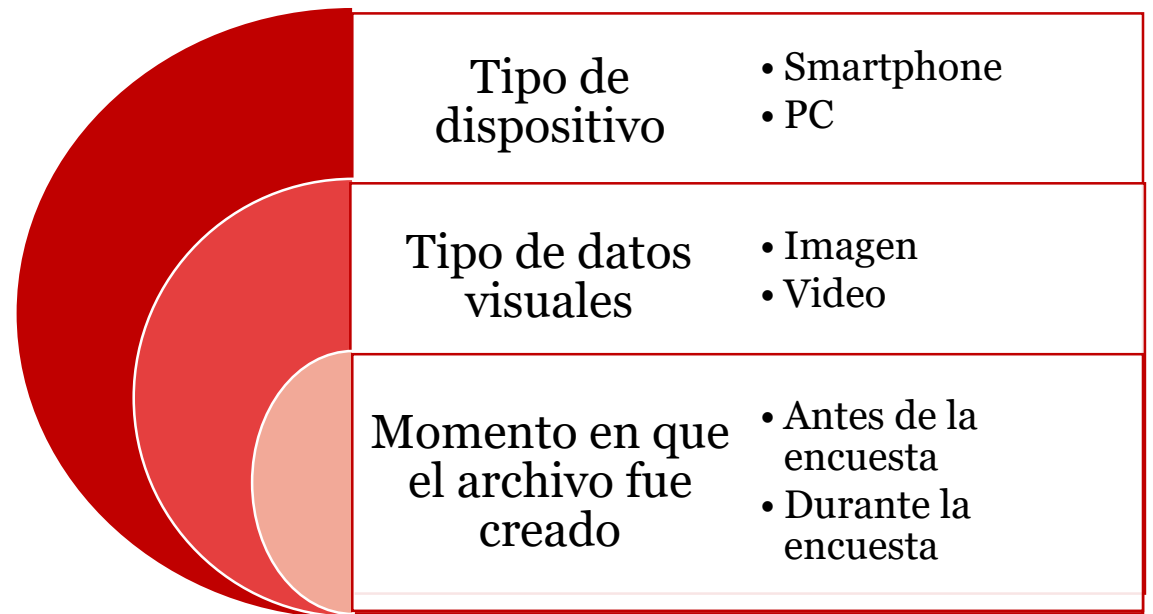 Tipo de
dispositivo
• Smartphone
• PC
Tipo de datos
visuales
• Imagen
• Video
Momento en que
el archivo fue
creado
• Antes de la
encuesta
• Durante la
encuesta